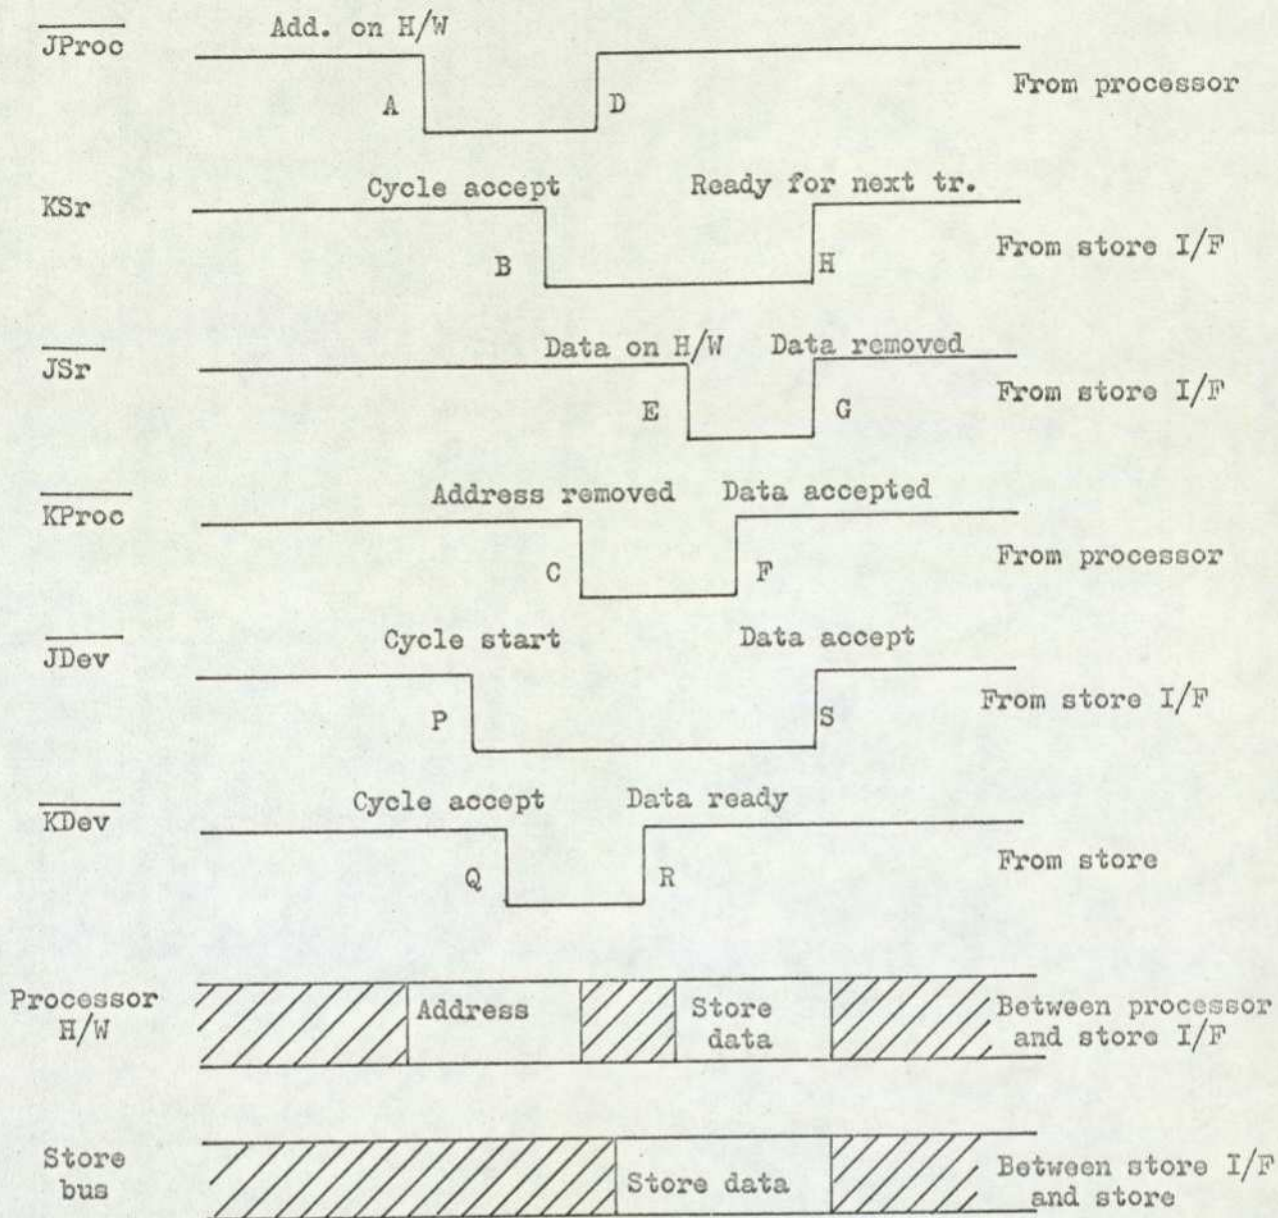 Add. on H/W
JProc
A
D
From processor
Cycle accept
Ready for next tr.
KSr
B
H
From store I/F
Data on H/W
Data removed
JSr
E
G
From store I/F
Address removed
Data accepted
KProc
C
F
From processor
Cycle start
Data accept
JDev
P
S
From store I/F
Cycle accept
Data ready
KDev
Q
R
From store
Processor
H/W
Address
Store
data
Between processor
and store I/F
Store
bus
Store data
Between store I/F
and store